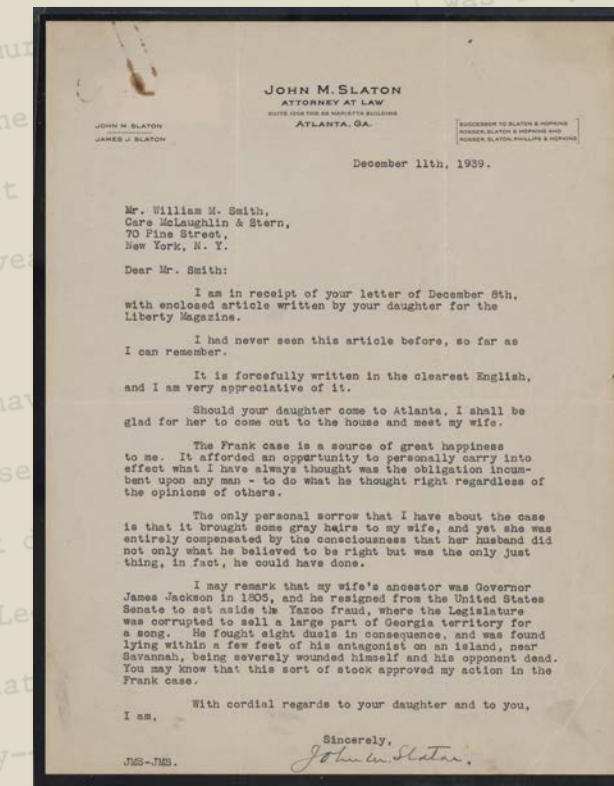 JOHN M. SLATON
ATTORNEY AT LAW
ATLANTA, GA.
JOHN M. SLATON
JAMES J. SLATON
SUCCESSOR TO SLATON & HOPKINS
ROSSER, SLATON & HOPKINS AND
ROSSER, SLATON, PHILLIPS & HOPKINS
December 11th, 1939.
Mr. William M. Smith,
Care McLaughlin & Stern,
70 Pine Street,
New York, N. Y.
Dear Mr. Smith:
I am in receipt of your letter of December 8th,
with enclosed article written by your daughter for the
Liberty Magazine.
I had never seen this article before, so far as
I can remember.
It is forcefully written in the clearest English,
and I am very appreciative of it.
Should your daughter come to Atlanta, I shall be
glad for her to come out to the house and meet my wife.
The Frank case is a source of great happiness
to me. It afforded an opportunity to personally carry into
effect what I have always thought was the obligation incum-
bent upon any man - to do what he thought right regardless of
the opinions of others.
The only personal sorrow that I have about the case
is that it brought some gray hairs to my wife, and yet she was
entirely compensated by the consciousness that her husband did
not only what he believed to be right but was the only just
thing, in fact, he could have done.
I may remark that my wife's ancestor was Governor
James Jackson in 1805, and he resigned from the United States
Senate to set aside the Yazoo fraud, where the Legislature
was corrupted to sell a large part of Georgia territory for
a song. He fought eight duels in consequence, and was found
lying within a few feet of his antagonist on an island, near
Savannah, being severely wounded himself and his opponent dead.
You may know that this sort of stock approved my action in the
Frank case.
With cordial regards to your daughter and to you,
I am,
Sincerely,
John M. Slaton.
JMS-JMS.